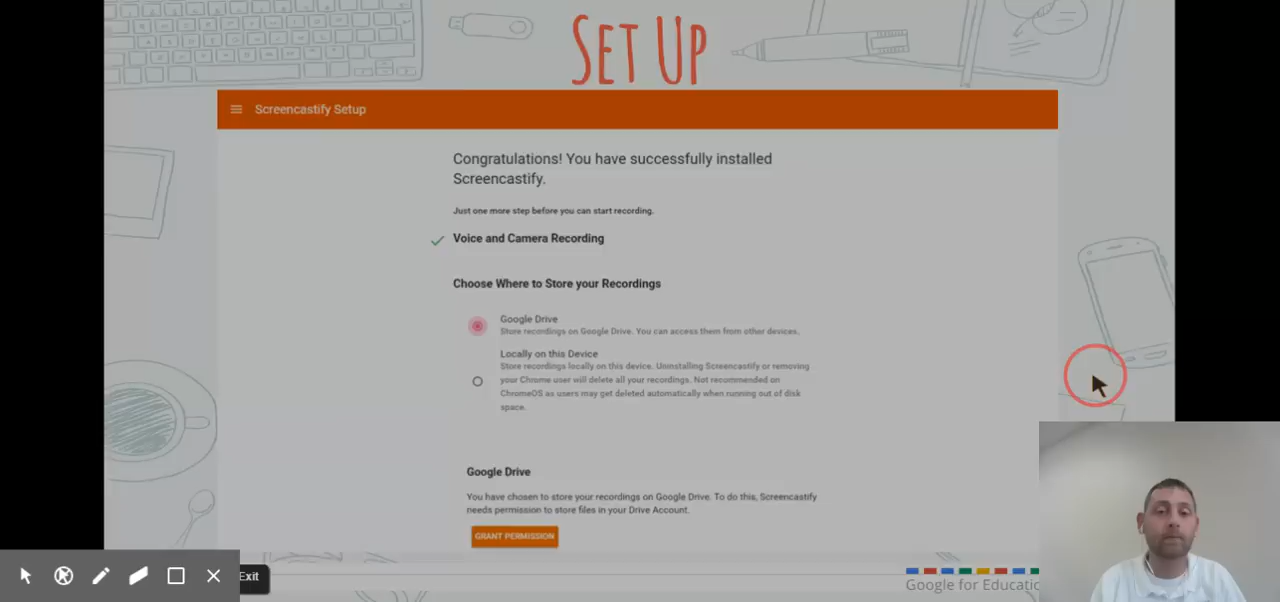 SET UP
Screencastify Setup
Congratulations! You have successfully installed
Screencastify.
Just one more step before you can start recording.
Voice and Camera Recording
Choose Where to Store your Recordings
Google Drive
Store recordings on Google Drive. You can access them from other devices.
Locally on this Device
Store recordings locally on this device. Uninstalling Screencastify or removing
your Chrome user will delete all your recordings. Not recommended on
ChromeOS as users may get deleted automatically when running out of disk
space.
Google Drive
You have chosen to store your recordings on Google Drive. To do this, Screencastify
needs permission to store files in your Drive Account.
GRANT PERMISSION
Exit
Google for Educatio